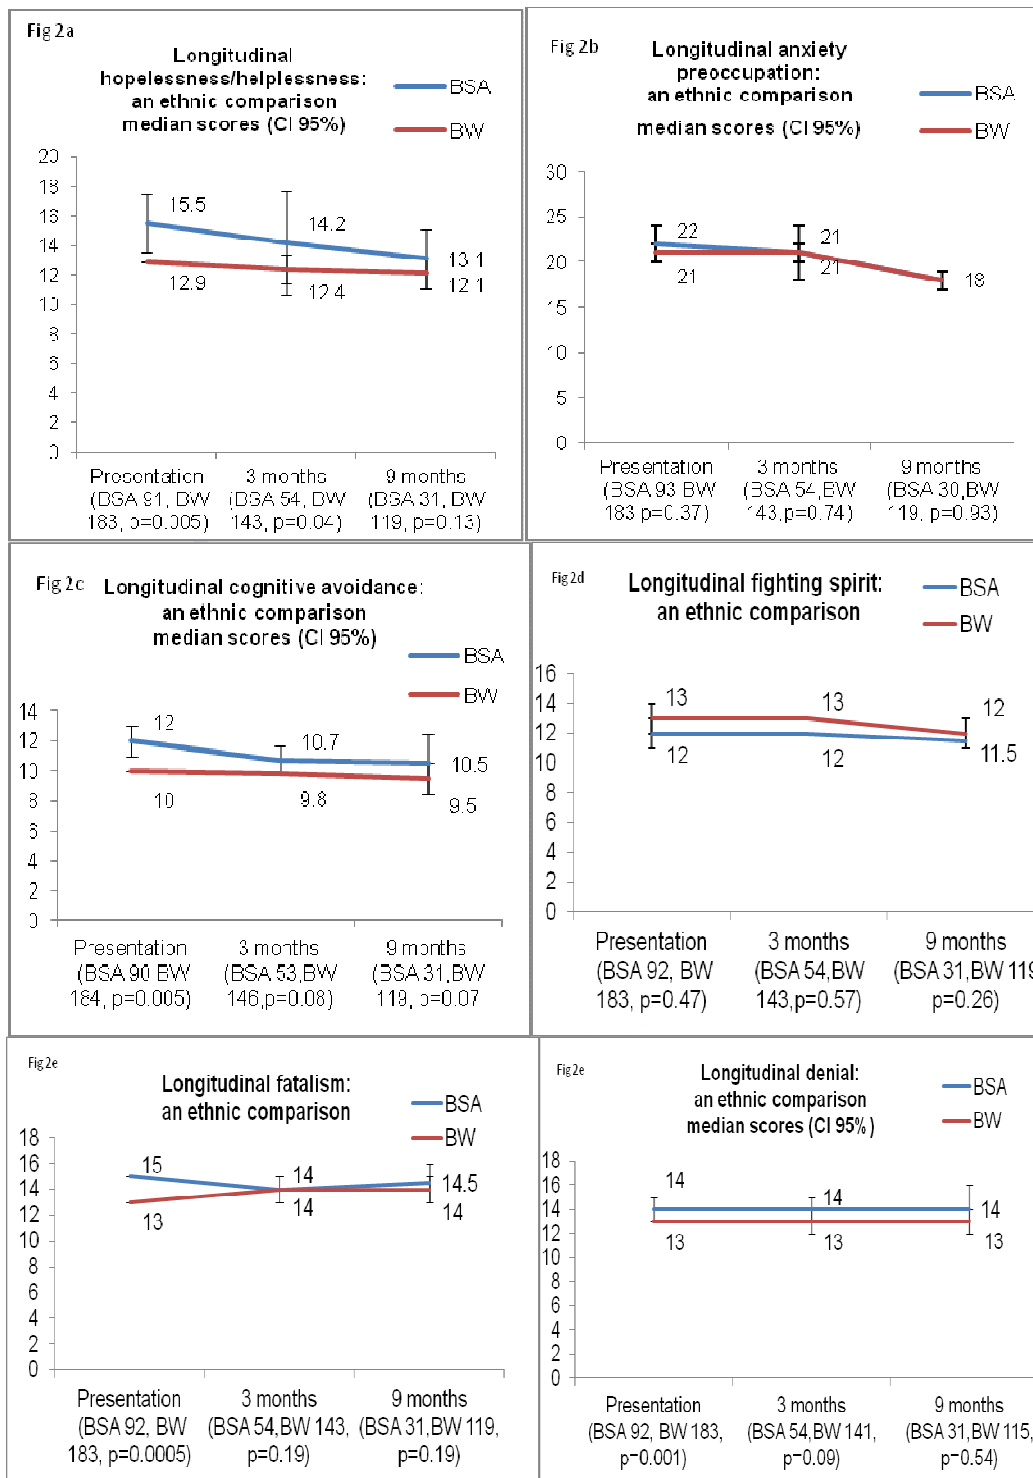 Fig 2a
Longitudinal
hopelessness/helplessness:
an ethnic comparison
median scores (CI 95%)
BSA
BW
20
18
16
14
12
10
8
6
4
2
0
15.5
14.2
13.1
12.9
12.4
12.1
Presentation
(BSA 91, BW
183, p=0.005)
3 months
(BSA 54, BW
143, p=0.04)
9 months
(BSA 31, BW
119, p=0.13)
Fig 2b
Longitudinal anxiety
preoccupation:
an ethnic comparison
median scores (CI 95%)
BSA
BW
30
25
20
15
10
5
0
22
21
21
21
18
Presentation
(BSA 93 BW
183 p=0.37)
3 months
(BSA 54,BW
143,p=0.74)
9 months
(BSA 30,BW
119, p=0.93)
Fig 2c
Longitudinal cognitive avoidance:
an ethnic comparison
median scores (CI 95%)
BSA
BW
14
12
10
8
6
4
2
0
12
10.7
10.5
10
9.8
9.5
Presentation
(BSA 90 BW
184, p=0.005)
3 months
(BSA 53,BW
146,p=0.08)
9 months
(BSA 31,BW
119, p=0.07
Fig 2d
Longitudinal fighting spirit:
an ethnic comparison
BSA
BW
16
14
12
10
8
6
4
2
0
13
13
12
12
12
11.5
Presentation
(BSA 92, BW
183, p=0.47)
3 months
(BSA 54,BW
143,p=0.57)
9 months
(BSA 31,BW 119
p=0.26)
Fig 2e
Longitudinal fatalism:
an ethnic comparison
BSA
BW
18
16
14
12
10
8
6
4
2
0
15
14
14.5
13
14
14
Presentation
(BSA 92, BW
183, p=0.0005)
3 months
(BSA 54,BW 143,
p=0.19)
9 months
(BSA 31,BW 119,
p=0.19)
Fig 2e
Longitudinal denial:
an ethnic comparison
median scores (CI 95%)
BSA
BW
18
16
14
12
10
8
6
4
2
0
14
14
14
13
13
13
Presentation
(BSA 92, BW 183,
p=0.001)
3 months
(BSA 54,BW 141,
p=0.09)
9 months
(BSA 31,BW 115,
p=0.54)